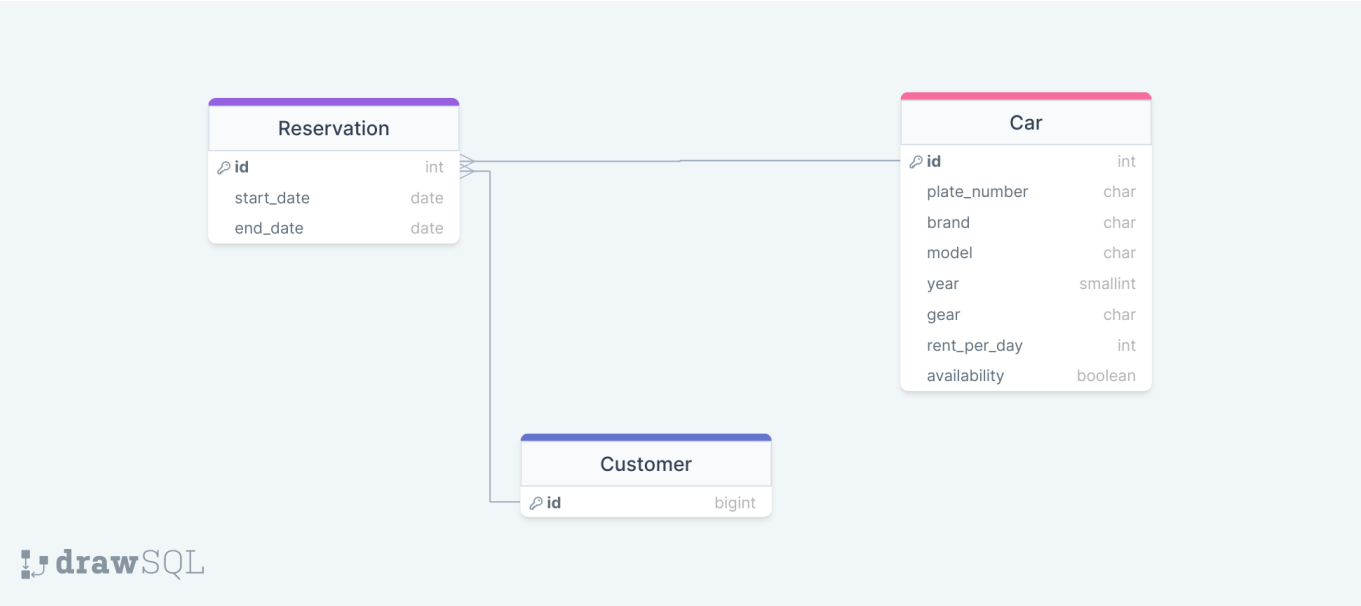 Reservation
id int
start_date date
end_date date
Car
id int
plate_number char
brand char
model char
year smallint
gear char
rent_per_day int
availability boolean
Customer
id bigint
drawSQL